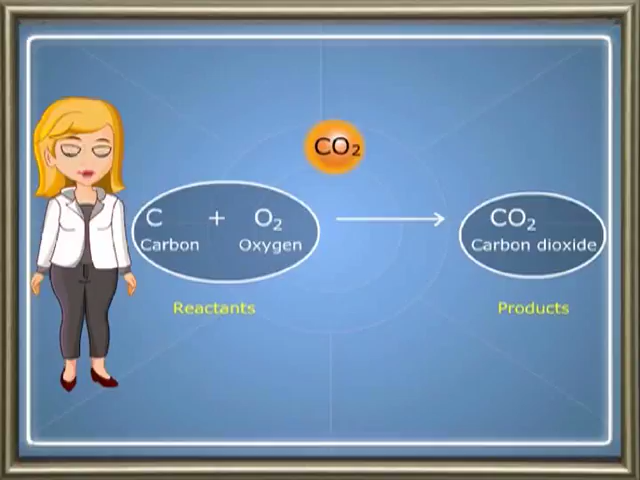 CO₂
C + O₂ → CO₂
Carbon Oxygen Carbon dioxide
Reactants Products